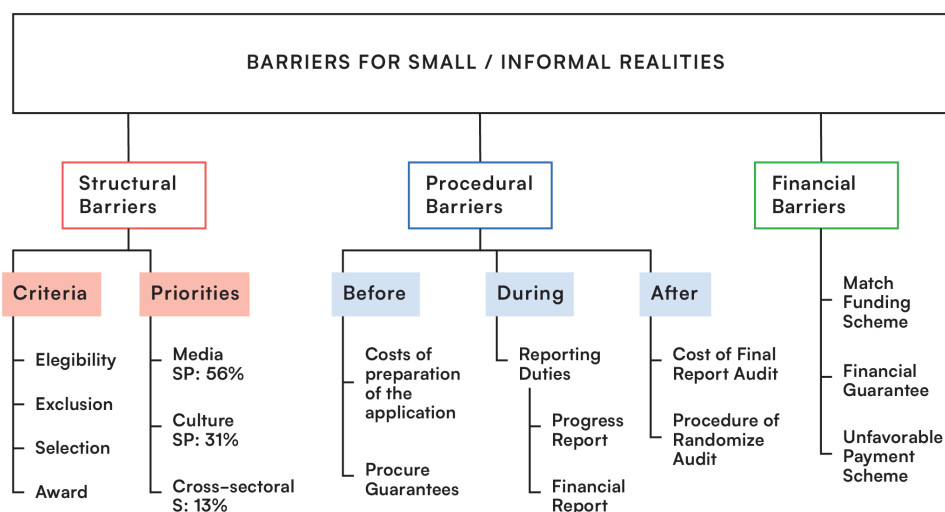 BARRIERS FOR SMALL / INFORMAL REALITIES
Structural
Barriers
Criteria
Elegibility
Exclusion
Selection
Award
Priorities
Media
SP: 56%
Culture
SP: 31%
Cross-sectoral
S: 13%
Procedural
Barriers
Before
Costs of
preparation
of the
application
Procure
Guarantees
During
Reporting
Duties
Progress
Report
Financial
Report
After
Cost of Final
Report Audit
Procedure of
Randomize
Audit
Financial
Barriers
Match
Funding
Scheme
Financial
Guarantee
Unfavorable
Payment
Scheme